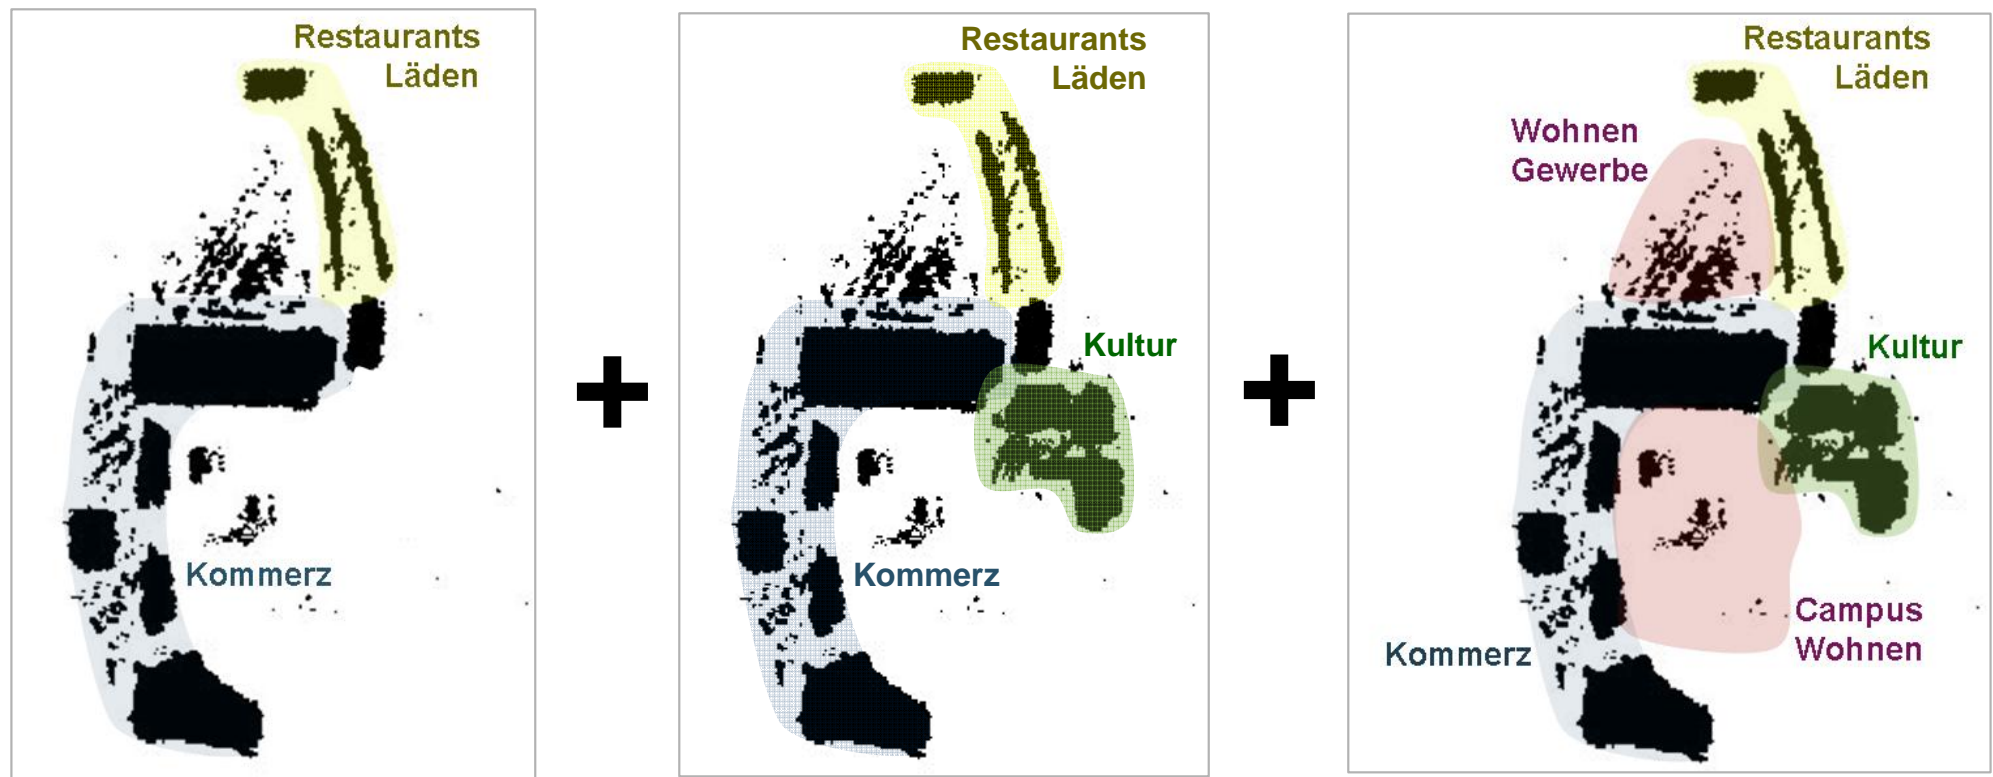 Restaurants
Läden
Kommerz
+
Restaurants
Läden
Kultur
Kommerz
+
Restaurants
Läden
Wohnen
Gewerbe
Kultur
Campus
Wohnen
Kommerz